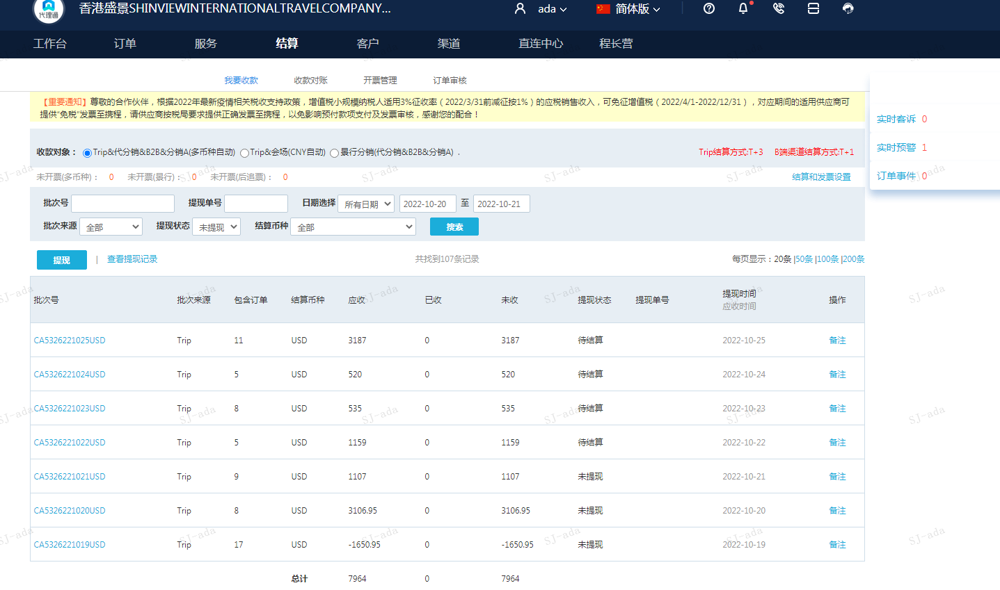 代理通
香港盛景SHINVIEWINTERNATIONALTRAVELCOMPANY... ada 简体版
工作台 订单 服务 结算 客户 渠道 直连中心 程长营
我要收款 收款对账 开票管理 订单审核
【重要通知】尊敬的合作伙伴，根据2022年最新疫情相关税收支持政策，增值税小规模纳税人适用3%征收率（2022/3/31前减征按1%）的应税销售收入，可免征增值税（2022/4/1-2022/12/31），对应期间的适用供应商可
提供"免税"发票至携程，请供应商按税局要求提供正确发票至携程，以免影响预付款项支付及发票审核，感谢您的配合！
实时客诉 0
实时预警 1
订单事件 0
收款对象： Trip&代分销&B2B&分销A(多币种自动) Trip&会场(CNY自动) 景行分销(代分销&B2B&分销A) . Trip结算方式:T+3 B端渠道结算方式:T+1
未开票(多币种)： 0 未开票(景行)： 0 未开票(后追票)： 0 结算和发票设置
批次号 提现单号 日期选择 所有日期 2022-10-20 至 2022-10-21
批次来源 全部 提现状态 未提现 结算币种 全部 搜索
提现 | 查看提现记录 共找到107条记录 每页显示：20条 |50条 |100条 |200条
批次号 批次来源 包含订单 结算币种 应收 已收 未收 提现状态 提现单号 提现时间 操作
应收时间
CA5326221025USD Trip 11 USD 3187 0 3187 待结算 2022-10-25 备注
CA5326221024USD Trip 5 USD 520 0 520 待结算 2022-10-24 备注
CA5326221023USD Trip 8 USD 535 0 535 待结算 2022-10-23 备注
CA5326221022USD Trip 5 USD 1159 0 1159 待结算 2022-10-22 备注
CA5326221021USD Trip 9 USD 1107 0 1107 未提现 2022-10-21 备注
CA5326221020USD Trip 8 USD 3106.95 0 3106.95 未提现 2022-10-20 备注
CA5326221019USD Trip 17 USD -1650.95 0 -1650.95 未提现 2022-10-19 备注
总计 7964 0 7964
SJ-ada